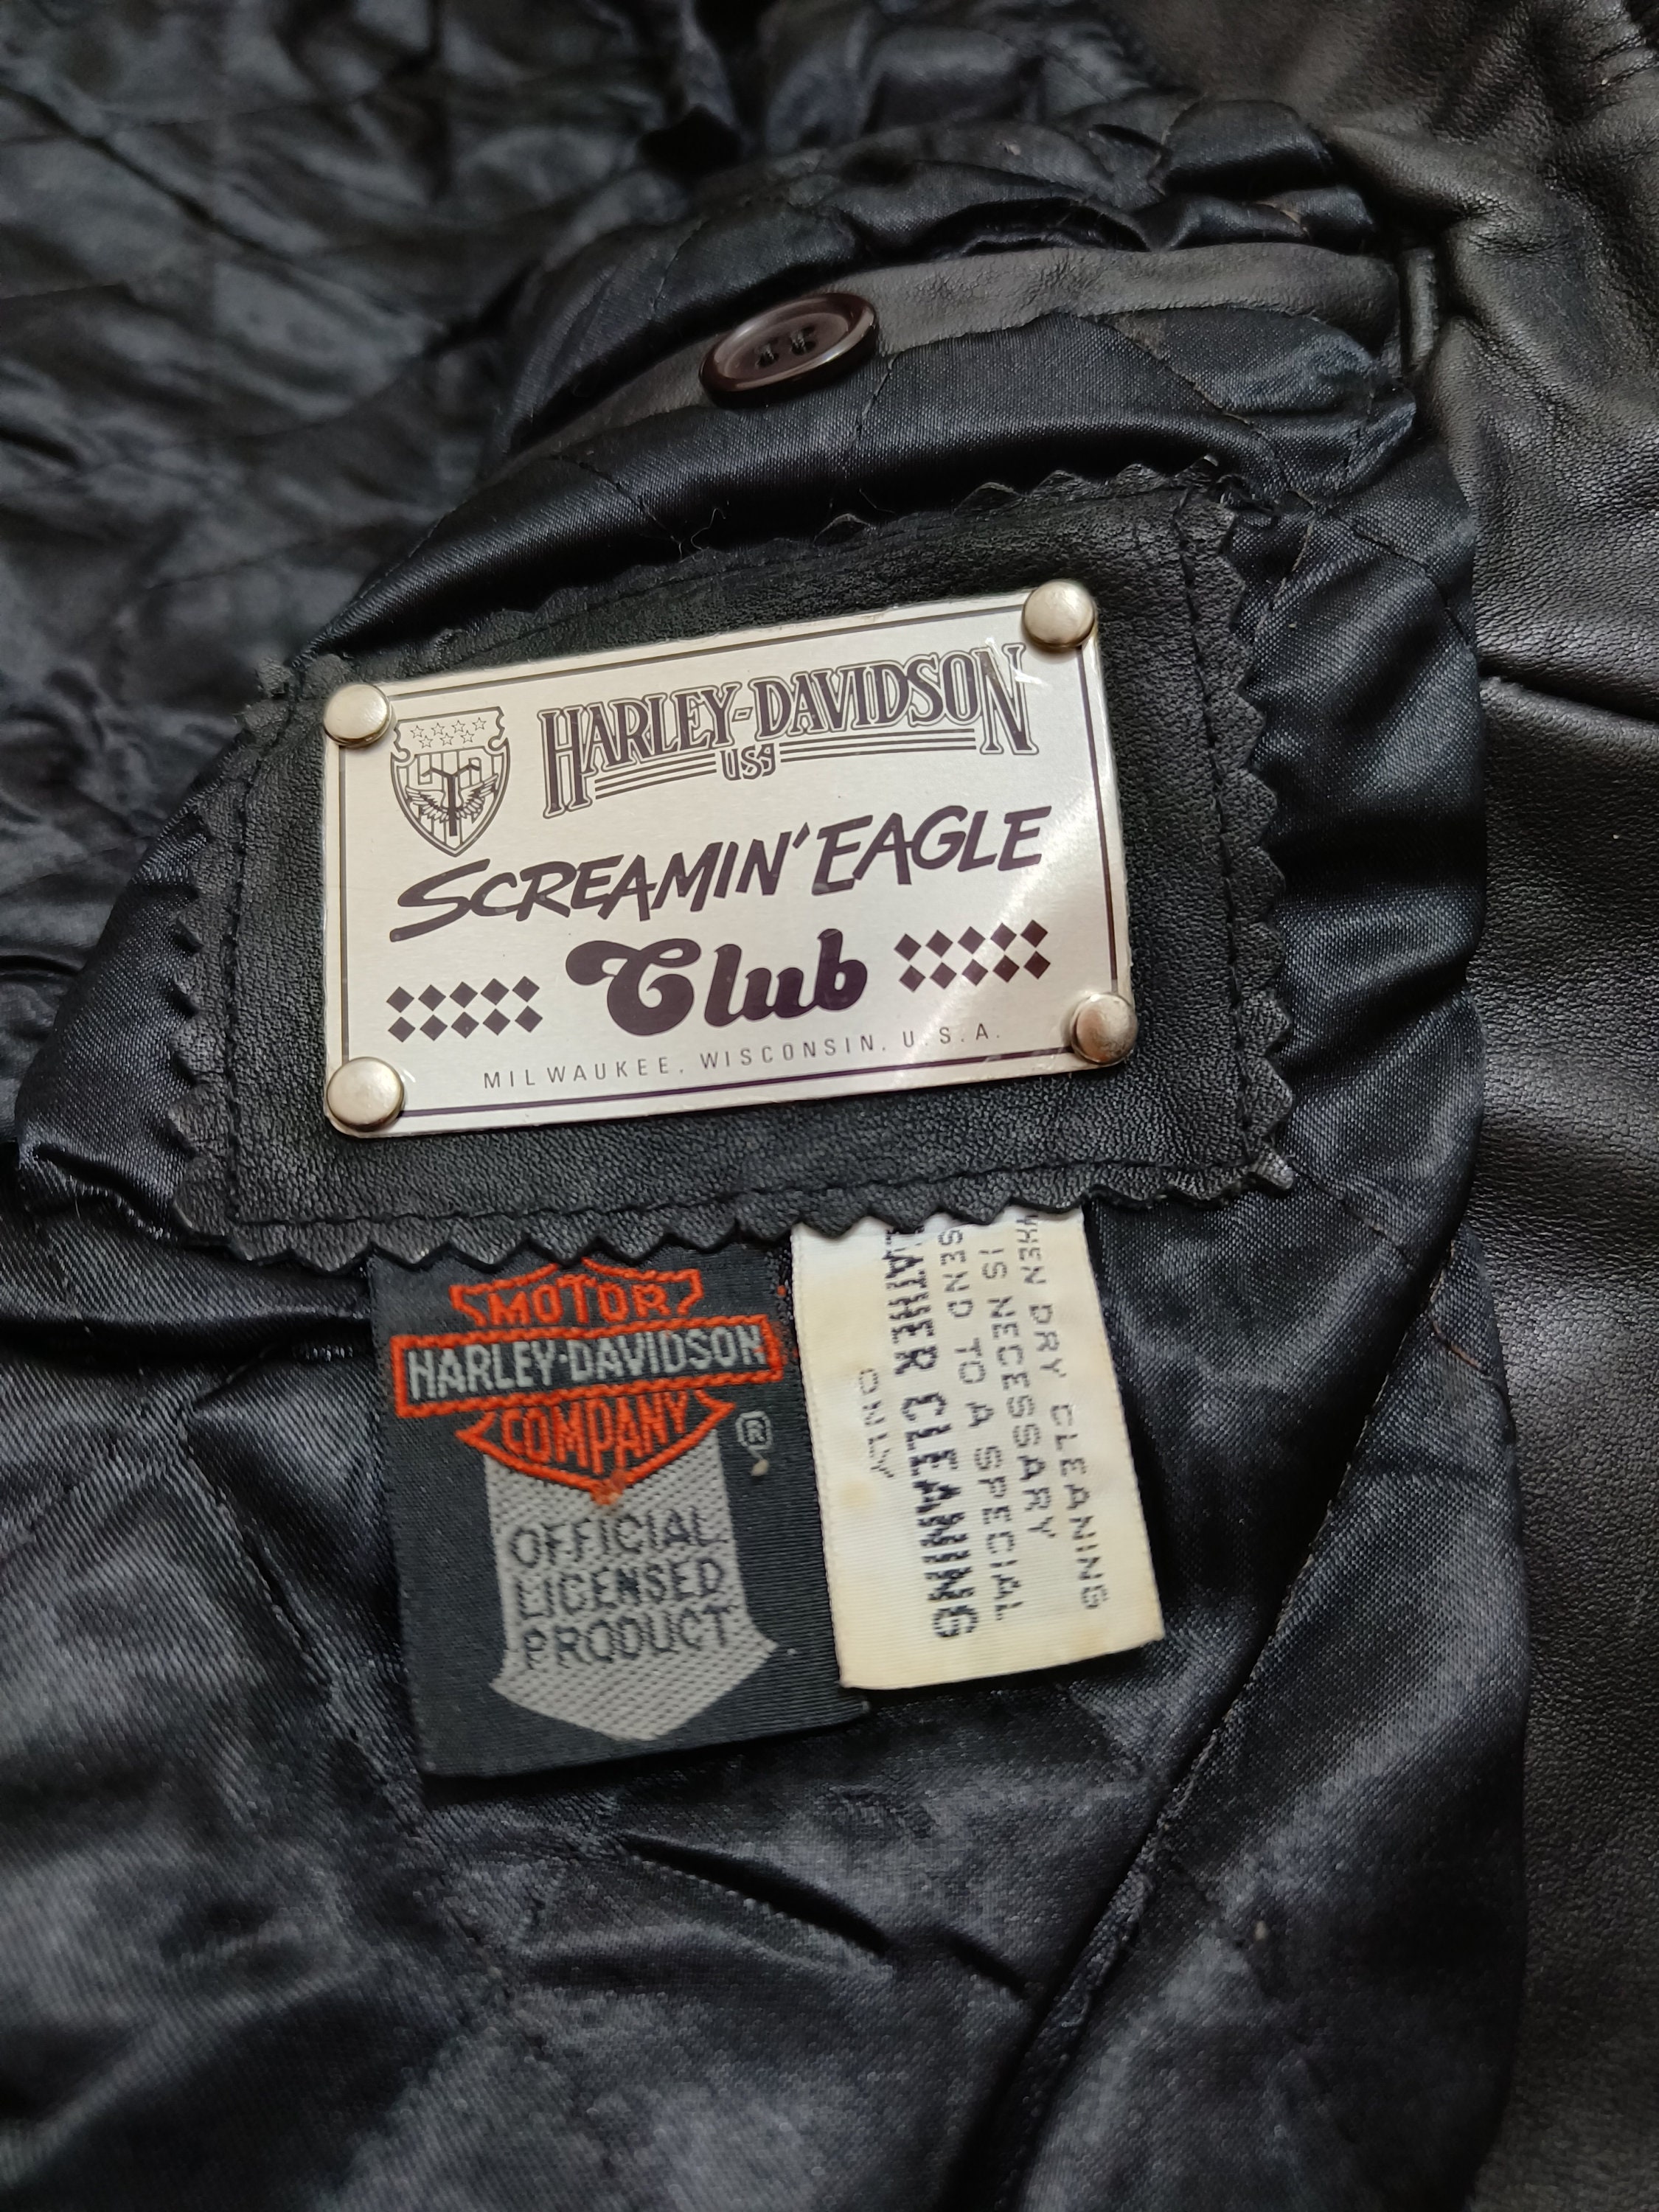 HARLEY-DAVIDSON
USA
SCREAMIN' EAGLE
Club
MILWAUKEE, WISCONSIN, U.S.A.
MOTOR
HARLEY-DAVIDSON
COMPANY
®
OFFICIAL
LICENSED
PRODUCT
WHEN DRY CLEANING
IS NECESSARY
SEND TO A SPECIAL
LEATHER CLEANING
ONLY